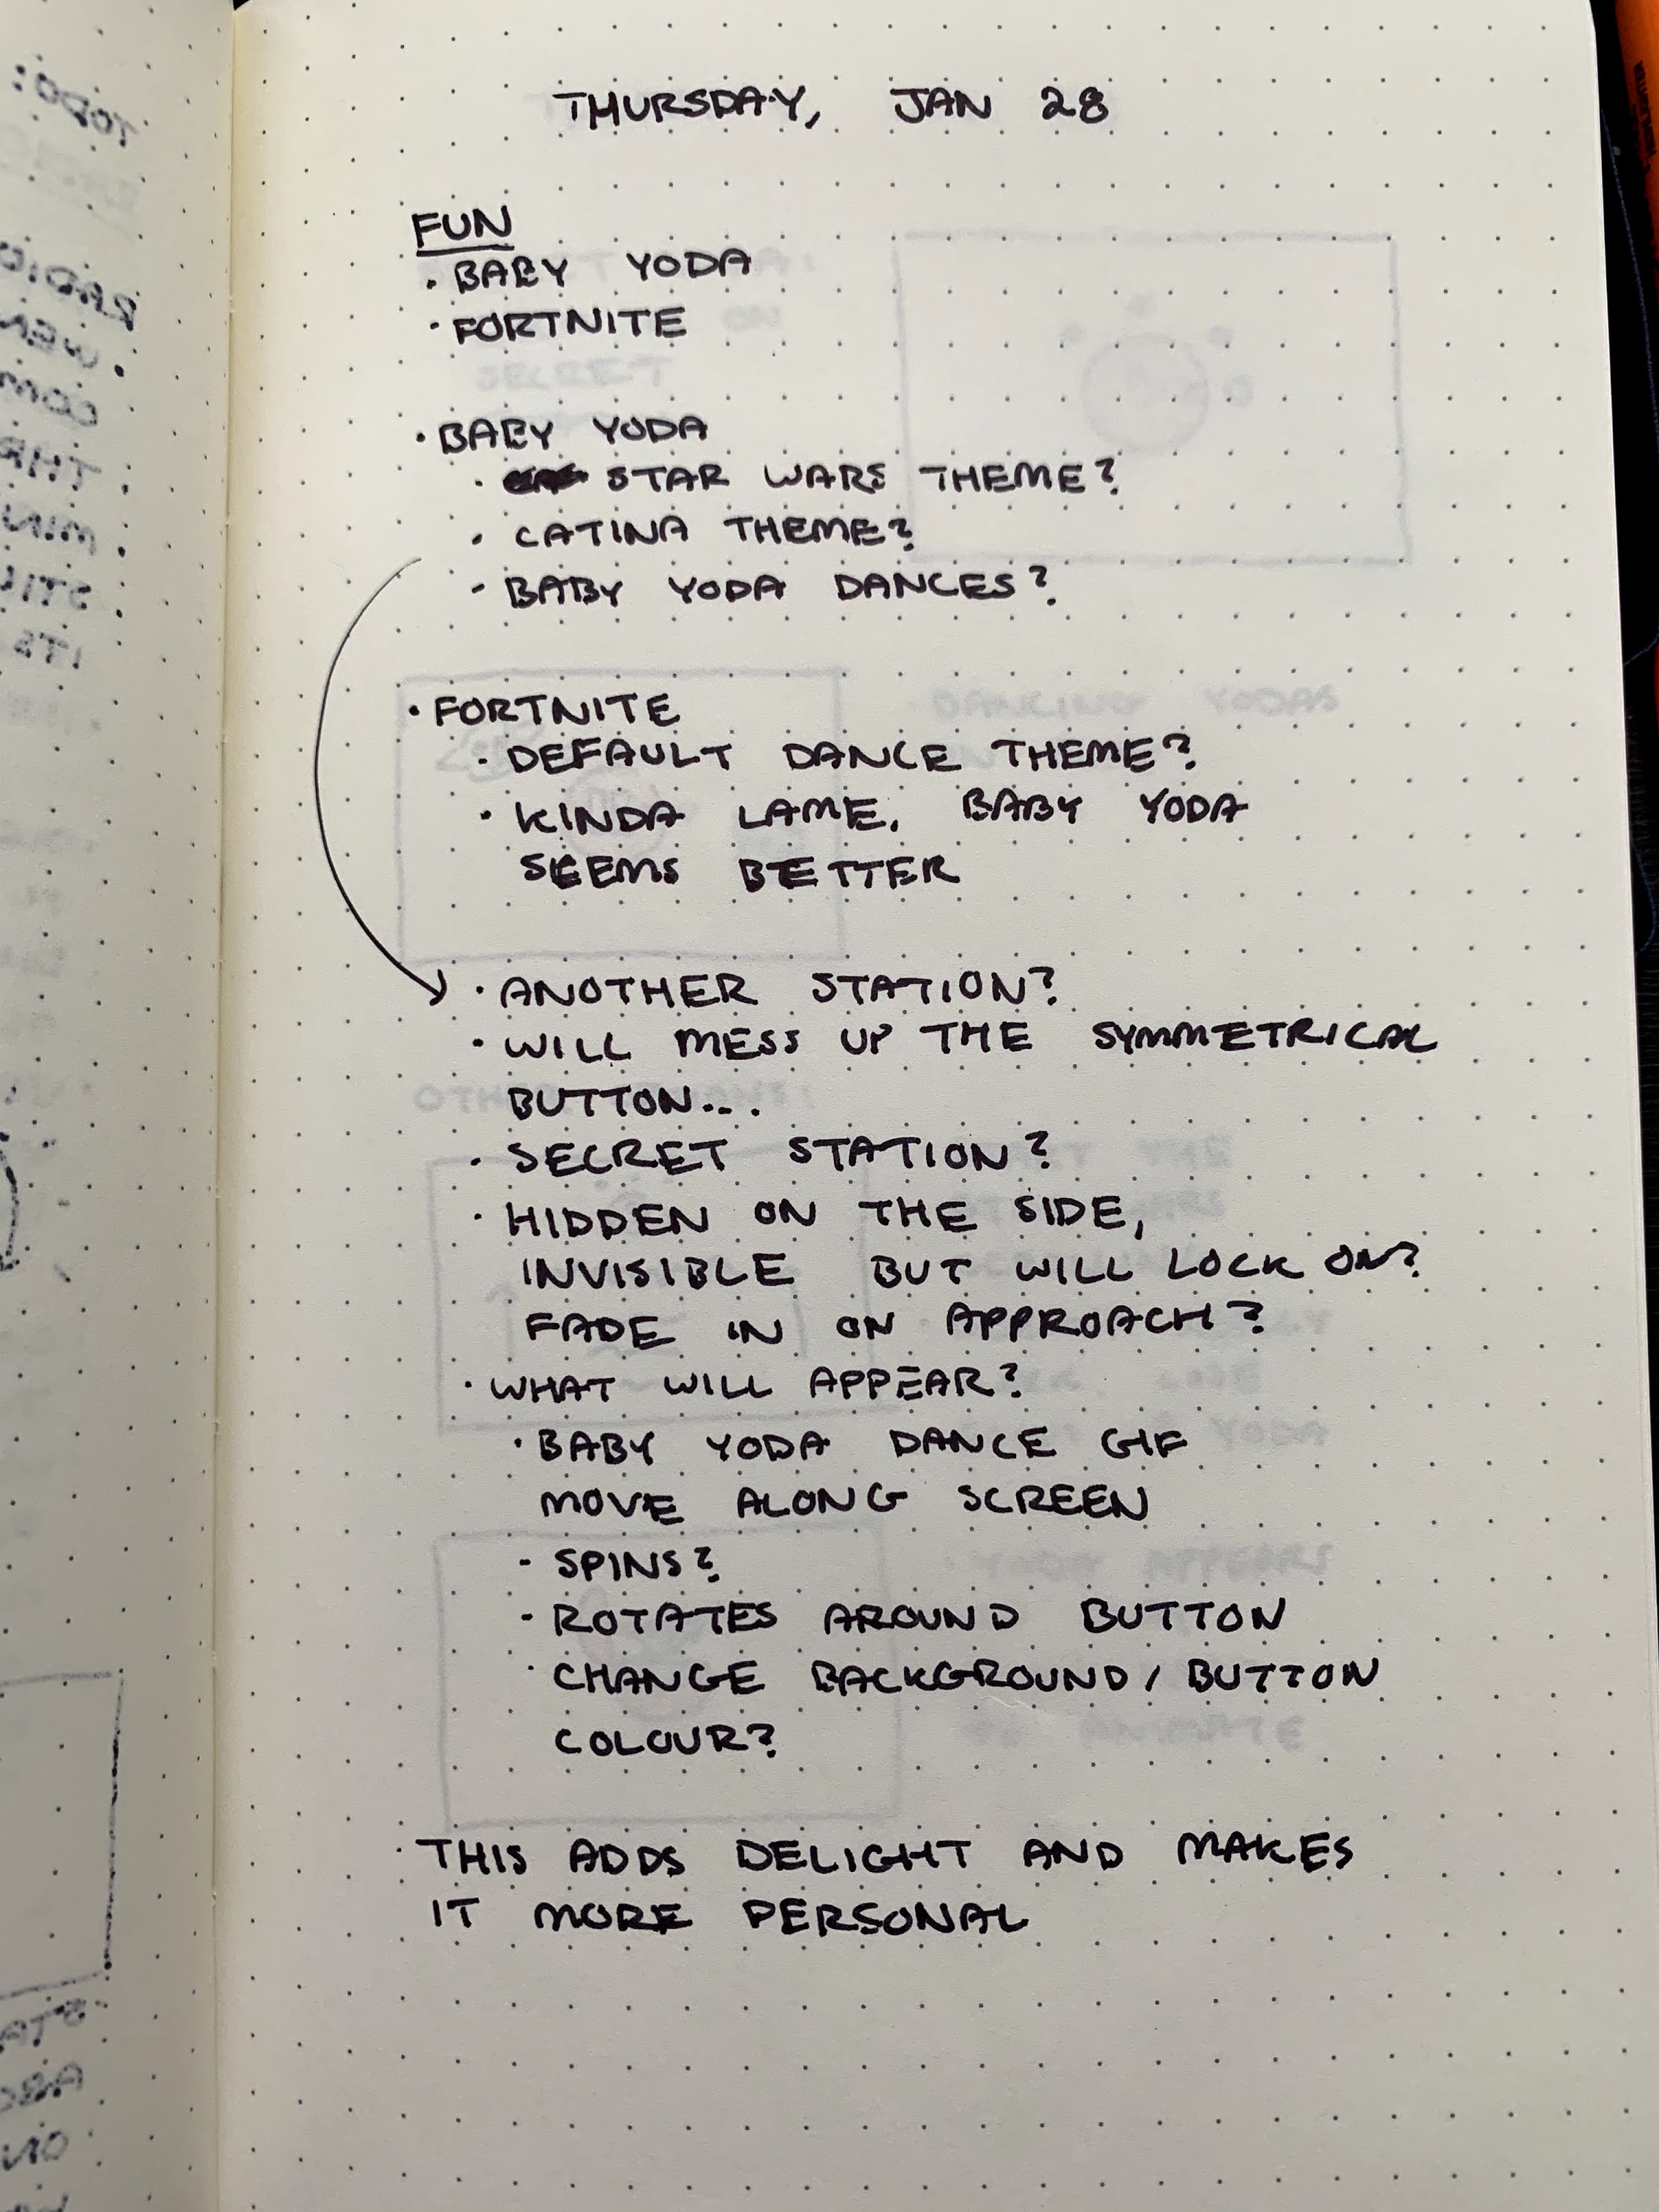 THURSDAY, JAN 28
FUN
· BABY YODA
· FORTNITE
· BABY YODA
· STAR WARS THEME?
· CATINA THEME?
- BABY YODA DANCES?
· FORTNITE
· DEFAULT DANCE THEME?
· KINDA LAME. BABY YODA
SEEMS BETTER
· ANOTHER STATION?
· WILL MESS UP THE SYMMETRICAL
BUTTON...
· SECRET STATION?
· HIDDEN ON THE SIDE,
INVISIBLE BUT WILL LOCK ON?
FADE IN ON APPROACH?
· WHAT WILL APPEAR?
· BABY YODA DANCE GIF
MOVE ALONG SCREEN
- SPINS?
- ROTATES AROUND BUTTON
· CHANGE BACKGROUND / BUTTON
COLOUR?
· THIS ADDS DELIGHT AND MAKES
IT MORE PERSONAL
TODO: